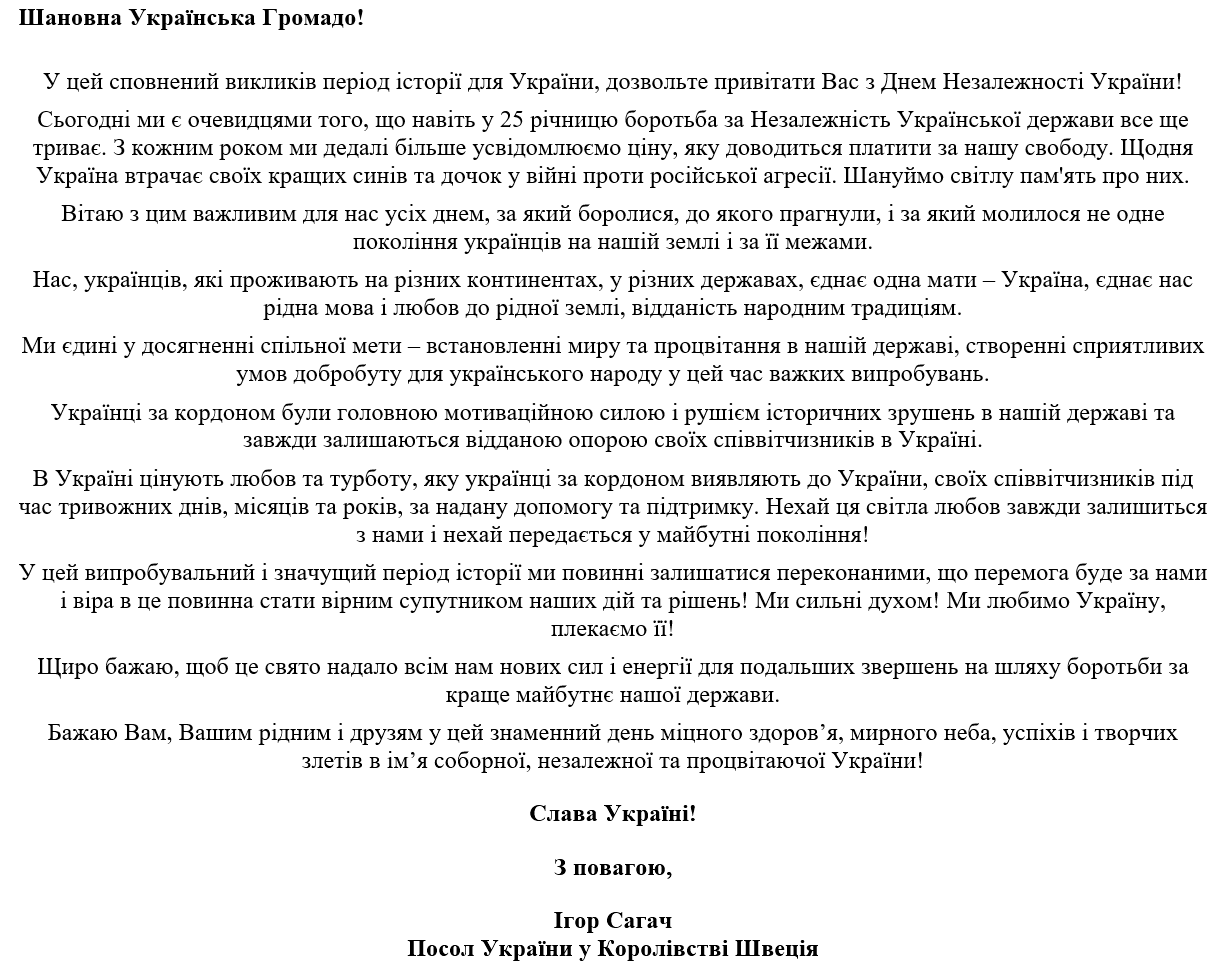 Шановна Українська Громадо!
У цей сповнений викликів період історії для України, дозвольте привітати Вас з Днем Незалежності України!
Сьогодні ми є очевидцями того, що навіть у 25 річницю боротьба за Незалежність Української держави все ще
триває. З кожним роком ми дедалі більше усвідомлюємо ціну, яку доводиться платити за нашу свободу. Щодня
Україна втрачає своїх кращих синів та дочок у війні проти російської агресії. Шануймо світлу пам'ять про них.
Вітаю з цим важливим для нас усіх днем, за який боролися, до якого прагнули, і за який молилося не одне
покоління українців на нашій землі і за її межами.
Нас, українців, які проживають на різних континентах, у різних державах, єднає одна мати – Україна, єднає нас
рідна мова і любов до рідної землі, відданість народним традиціям.
Ми єдині у досягненні спільної мети – встановленні миру та процвітання в нашій державі, створенні сприятливих
умов добробуту для українського народу у цей час важких випробувань.
Українці за кордоном були головною мотиваційною силою і рушієм історичних зрушень в нашій державі та
завжди залишаються відданою опорою своїх співвітчизників в Україні.
В Україні цінують любов та турботу, яку українці за кордоном виявляють до України, своїх співвітчизників під
час тривожних днів, місяців та років, за надану допомогу та підтримку. Нехай ця світла любов завжди залишиться
з нами і нехай передається у майбутні покоління!
У цей випробувальний і значущий період історії ми повинні залишатися переконаними, що перемога буде за нами
і віра в це повинна стати вірним супутником наших дій та рішень! Ми сильні духом! Ми любимо Україну,
плекаємо її!
Щиро бажаю, щоб це свято надало всім нам нових сил і енергії для подальших звершень на шляху боротьби за
краще майбутнє нашої держави.
Бажаю Вам, Вашим рідним і друзям у цей знаменний день міцного здоров’я, мирного неба, успіхів і творчих
злетів в ім’я соборної, незалежної та процвітаючої України!
Слава Україні!
З повагою,
Ігор Сагач
Посол України у Королівстві Швеція